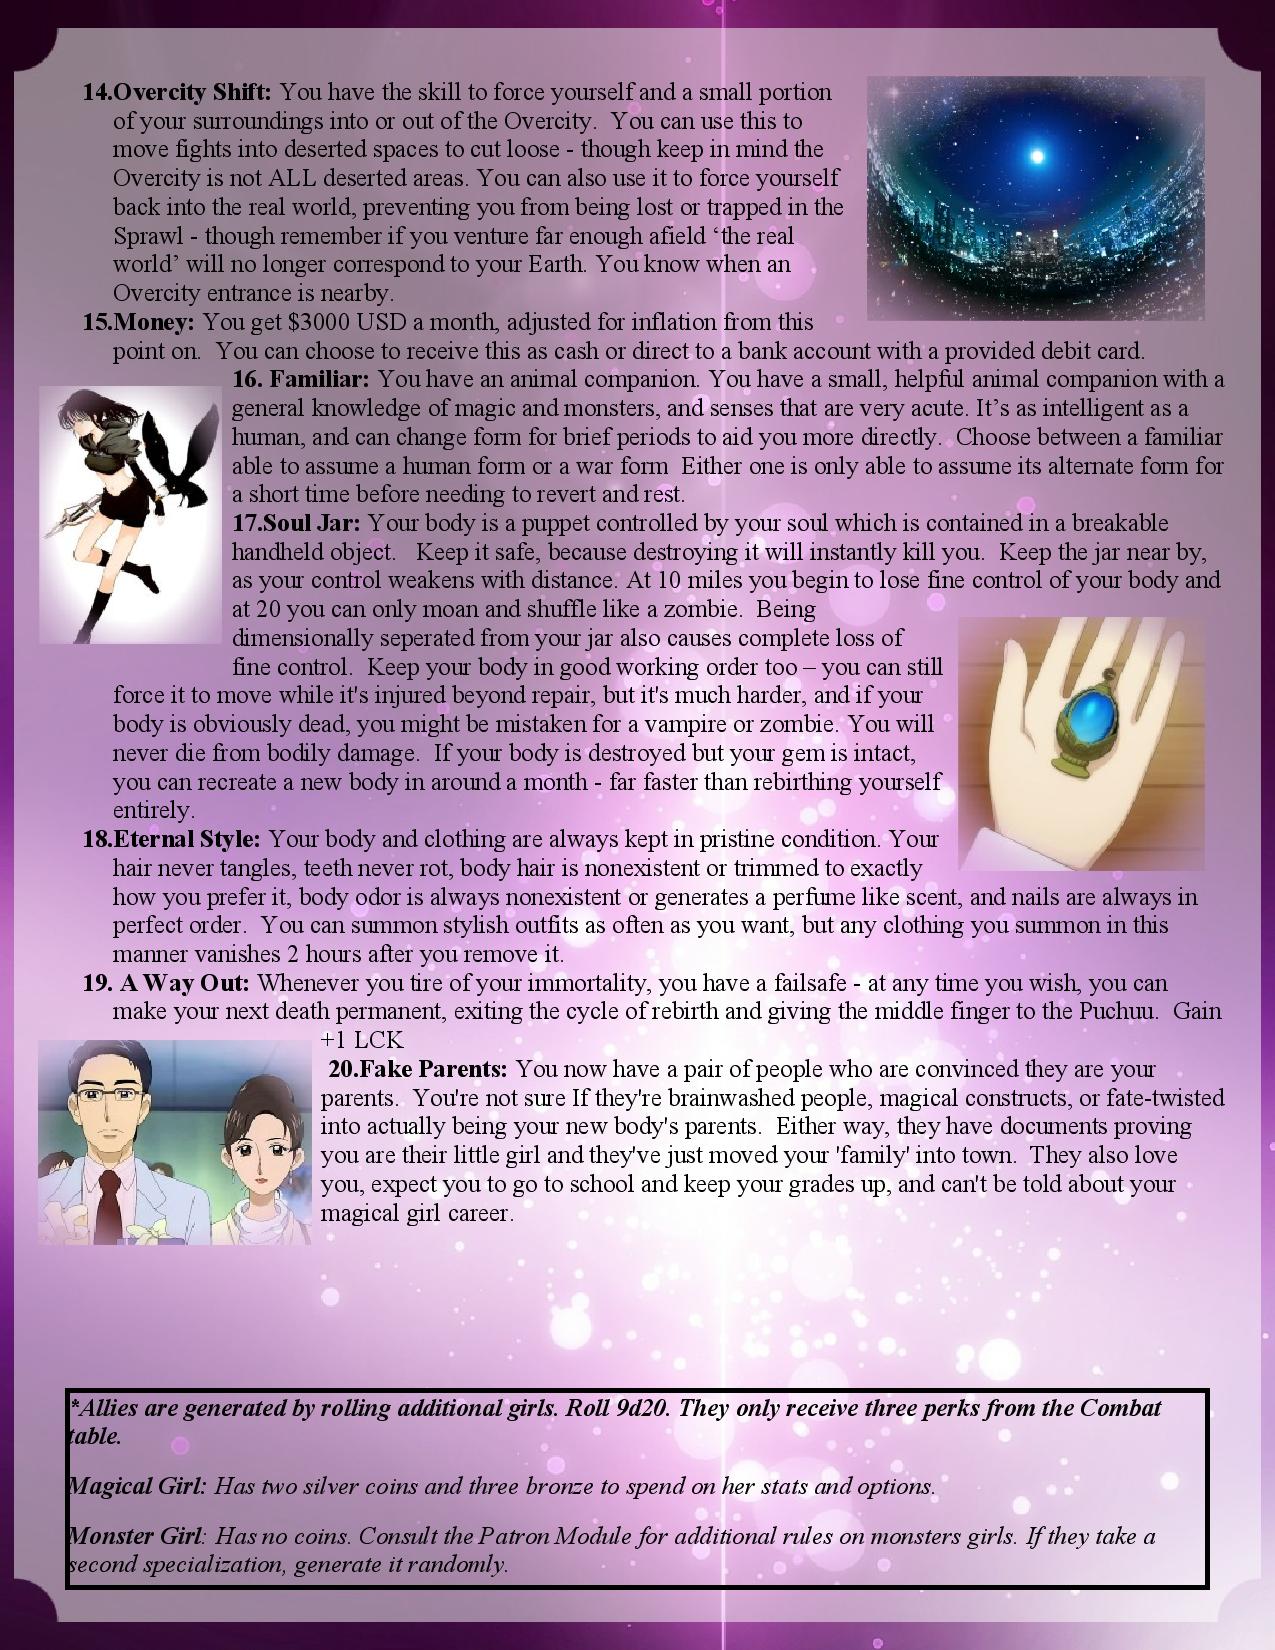 14.Overcity Shift: You have the skill to force yourself and a small portion
of your surroundings into or out of the Overcity.  You can use this to
move fights into deserted spaces to cut loose - though keep in mind the
Overcity is not ALL deserted areas. You can also use it to force yourself
back into the real world, preventing you from being lost or trapped in the
Sprawl - though remember if you venture far enough afield ‘the real
world’ will no longer correspond to your Earth. You know when an
Overcity entrance is nearby.
15.Money: You get $3000 USD a month, adjusted for inflation from this
point on.  You can choose to receive this as cash or direct to a bank account with a provided debit card.
16. Familiar: You have an animal companion. You have a small, helpful animal companion with a
general knowledge of magic and monsters, and senses that are very acute. It’s as intelligent as a
human, and can change form for brief periods to aid you more directly.  Choose between a familiar
able to assume a human form or a war form  Either one is only able to assume its alternate form for
a short time before needing to revert and rest.
17.Soul Jar: Your body is a puppet controlled by your soul which is contained in a breakable
handheld object.   Keep it safe, because destroying it will instantly kill you.  Keep the jar near by,
as your control weakens with distance. At 10 miles you begin to lose fine control of your body and
at 20 you can only moan and shuffle like a zombie.  Being
dimensionally seperated from your jar also causes complete loss of
fine control.  Keep your body in good working order too – you can still
force it to move while it's injured beyond repair, but it's much harder, and if your
body is obviously dead, you might be mistaken for a vampire or zombie. You will
never die from bodily damage.  If your body is destroyed but your gem is intact,
you can recreate a new body in around a month - far faster than rebirthing yourself
entirely.
18.Eternal Style: Your body and clothing are always kept in pristine condition. Your
hair never tangles, teeth never rot, body hair is nonexistent or trimmed to exactly
how you prefer it, body odor is always nonexistent or generates a perfume like scent, and nails are always in
perfect order.  You can summon stylish outfits as often as you want, but any clothing you summon in this
manner vanishes 2 hours after you remove it.
19. A Way Out: Whenever you tire of your immortality, you have a failsafe - at any time you wish, you can
make your next death permanent, exiting the cycle of rebirth and giving the middle finger to the Puchuu.  Gain
+1 LCK
20.Fake Parents: You now have a pair of people who are convinced they are your
parents.  You're not sure If they're brainwashed people, magical constructs, or fate-twisted
into actually being your new body's parents.  Either way, they have documents proving
you are their little girl and they've just moved your 'family' into town.  They also love
you, expect you to go to school and keep your grades up, and can't be told about your
magical girl career.
*Allies are generated by rolling additional girls. Roll 9d20. They only receive three perks from the Combat
table.
Magical Girl: Has two silver coins and three bronze to spend on her stats and options.
Monster Girl: Has no coins. Consult the Patron Module for additional rules on monsters girls. If they take a
second specialization, generate it randomly.